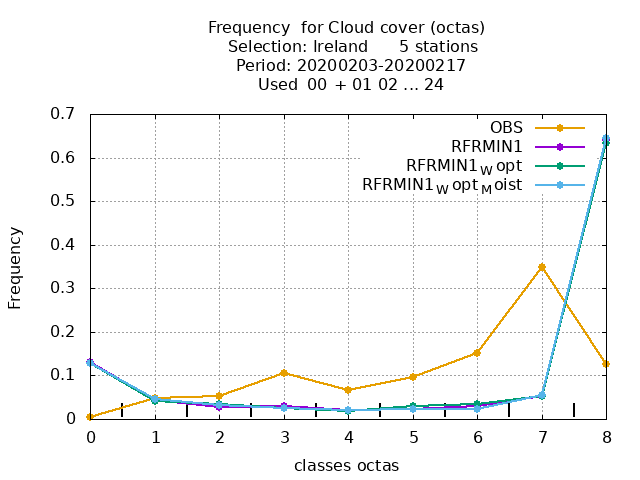 Frequency for Cloud cover (octas)
Selection: Ireland 5 stations
Period: 20200203-20200217
Used 00 + 01 02 ... 24
OBS
RFRMIN1
RFRMIN1Wopt
RFRMIN1WoptMoist
Frequency
0.7
0.6
0.5
0.4
0.3
0.2
0.1
0
0 1 2 3 4 5 6 7 8
classes octas